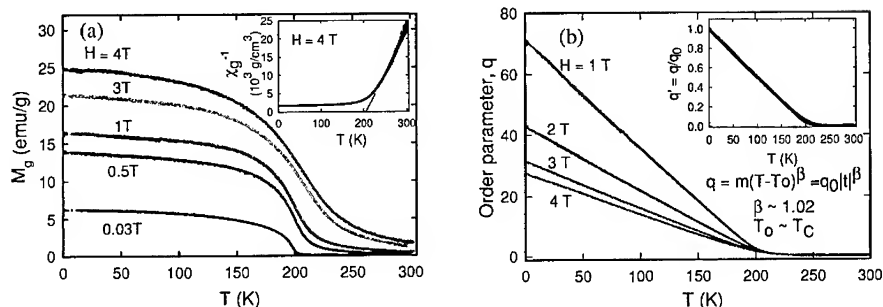 (a)
H = 4T
3T
1T
0.5T
0.03T
M_g (emu/g)
30
25
20
15
10
5
0
0 50 100 150 200 250 300
T (K)
χ_g^-1
(10^3 g/cm^3)
H = 4 T
25
20
15
10
5
0
0 100 200 300
T (K)
(b)
H = 1 T
2 T
3 T
4 T
Order parameter, q
80
60
40
20
0
0 50 100 150 200 250 300
T (K)
q' = q/q_0
1.0
0.8
0.6
0.4
0.2
0.0
0 50 100 150 200 250 300
T (K)
q = m(T-To)^β =q_0|t|^β
β ~ 1.02
T_o ~ T_C